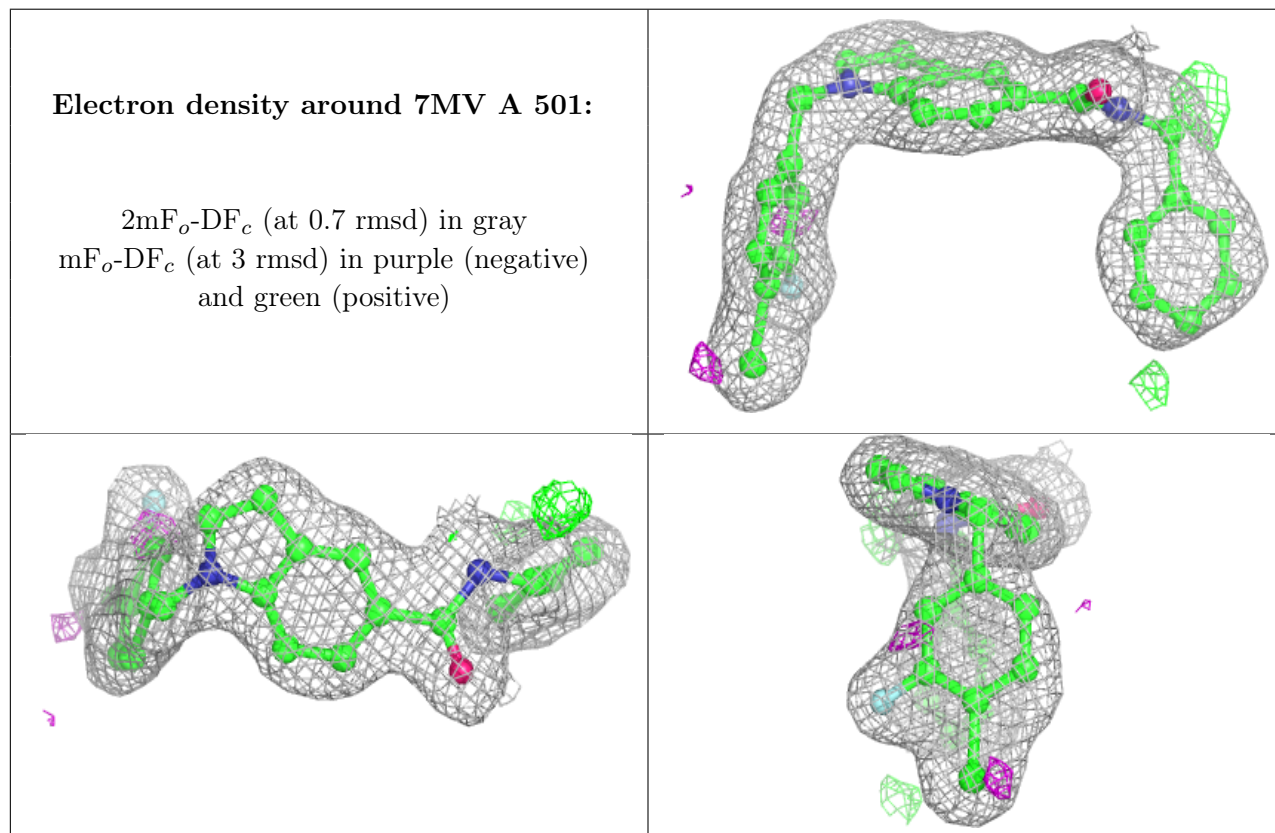 Electron density around 7MV A 501:
2mFo-DFc (at 0.7 rmsd) in gray
mFo-DFc (at 3 rmsd) in purple (negative)
and green (positive)